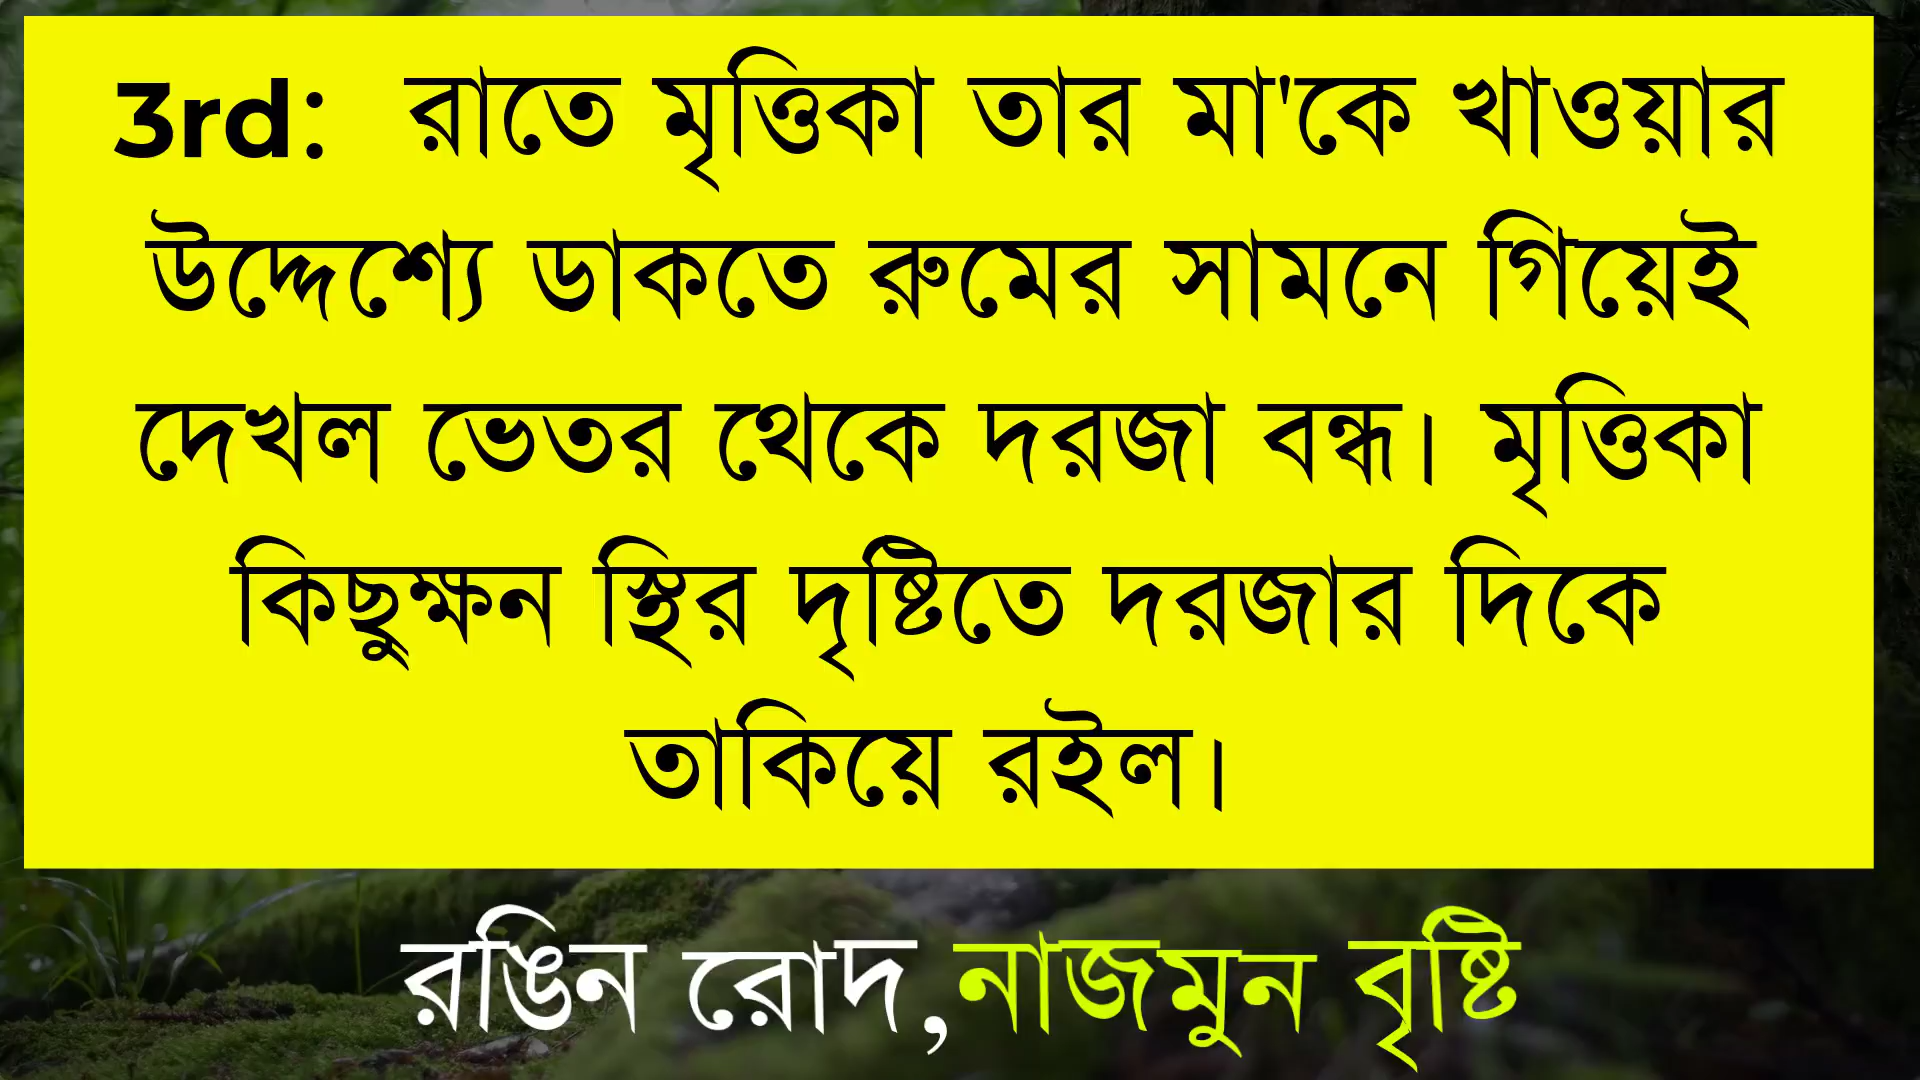 3rd: রাতে মৃত্তিকা তার মা'কে খাওয়ার
উদ্দেশ্যে ডাকতে রুমের সামনে গিয়েই
দেখল ভেতর থেকে দরজা বন্ধ। মৃত্তিকা
কিছুক্ষন স্থির দৃষ্টিতে দরজার দিকে
তাকিয়ে রইল।
রঙিন রোদ,নাজমুন বৃষ্টি